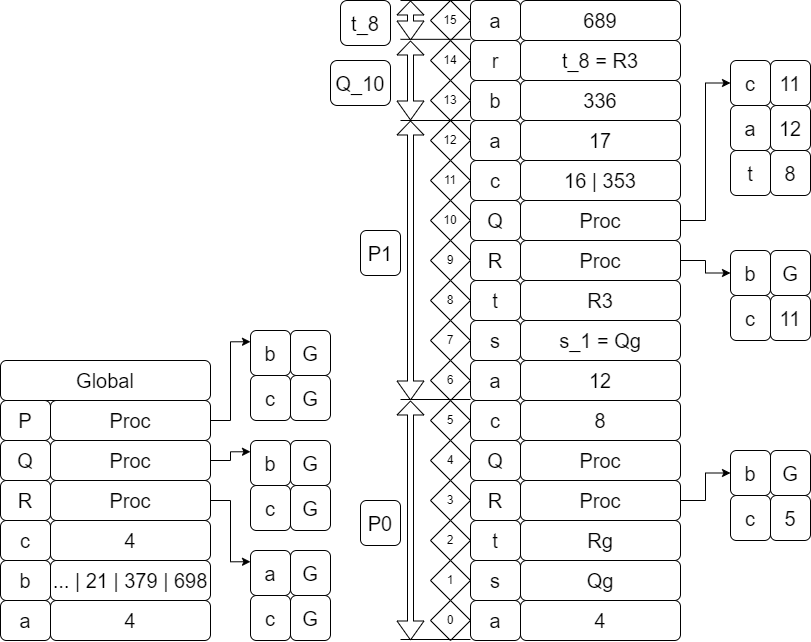 t_8
15 a 689
14 r t_8 = R3
Q_10
13 b 336
12 a 17
11 c 16 | 353
10 Q Proc
P1
9 R Proc
8 t R3
7 s s_1 = Qg
6 a 12
5 c 8
4 Q Proc
3 R Proc
P0
2 t Rg
1 s Qg
0 a 4
c 11
a 12
t 8
b G
c 11
b G
c 5
Global
P Proc
Q Proc
R Proc
c 4
b ... | 21 | 379 | 698
a 4
b G
c G
b G
c G
a G
c G